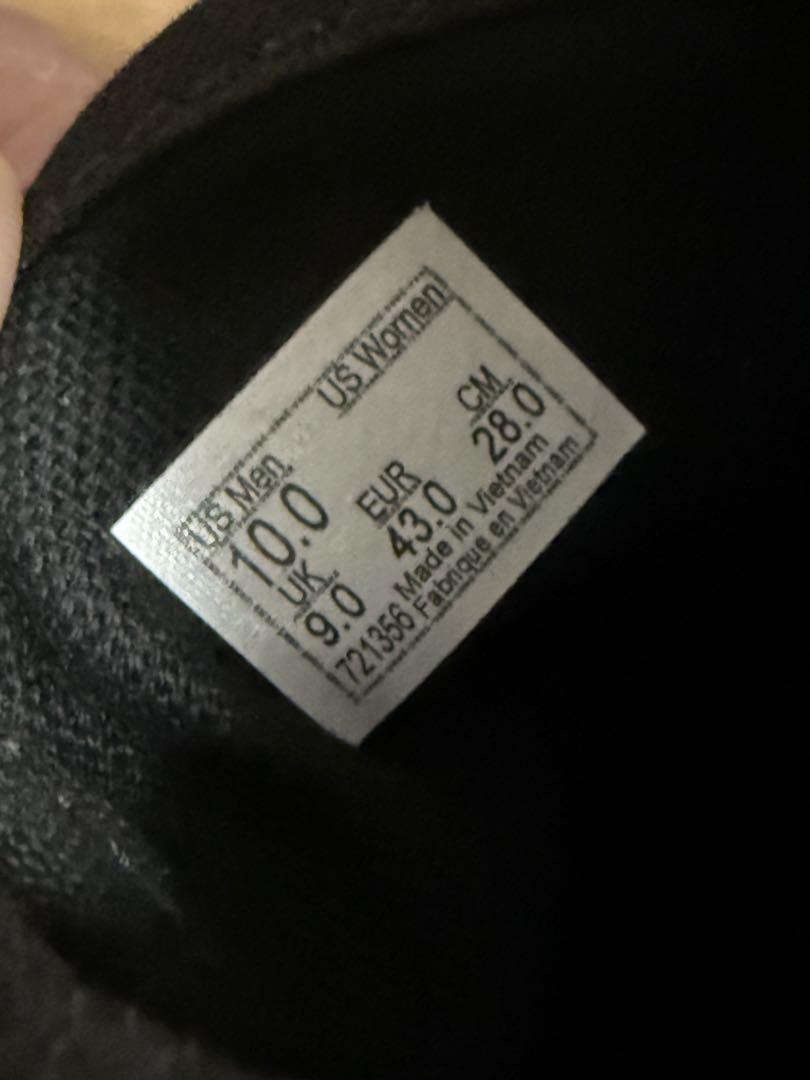 US Men US Women
10.0
UK EUR CM
9.0 43.0 28.0
721356 Made in Vietnam
Fabrique en Vietnam